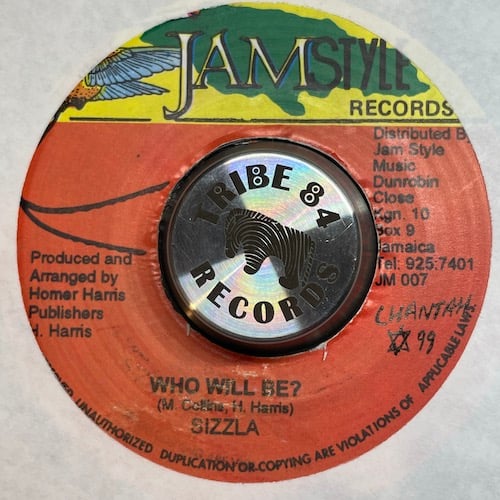 JAMSTYLE
RECORDS
Distributed B
Jam Style
Music
Dunrobin
Close
Kgn. 10
Box 9
Jamaica
Tel: 925.7401
JM 007
CHANTAL
99
TRIBE 84
RECORDS
Produced and
Arranged by
Homer Harris
Publishers
H. Harris
WHO WILL BE?
(M. Collins, H. Harris)
SIZZLA
UNAUTHORIZED DUPLICATION OR COPYING ARE VIOLATIONS OF APPLICABLE LAWS.